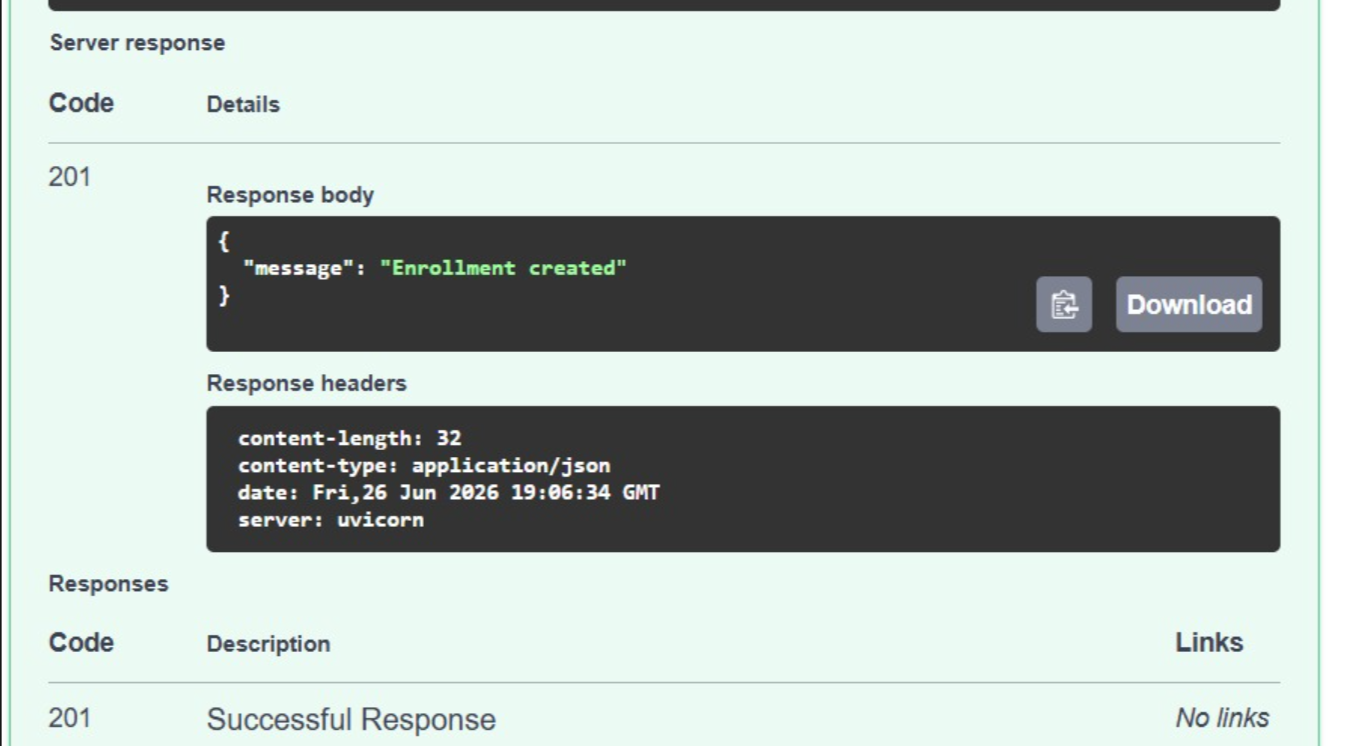 Server response
Code Details
201
Response body
{
  "message": "Enrollment created"
}
Download
Response headers
content-length: 32
content-type: application/json
date: Fri,26 Jun 2026 19:06:34 GMT
server: uvicorn
Responses
Code Description Links
201 Successful Response No links